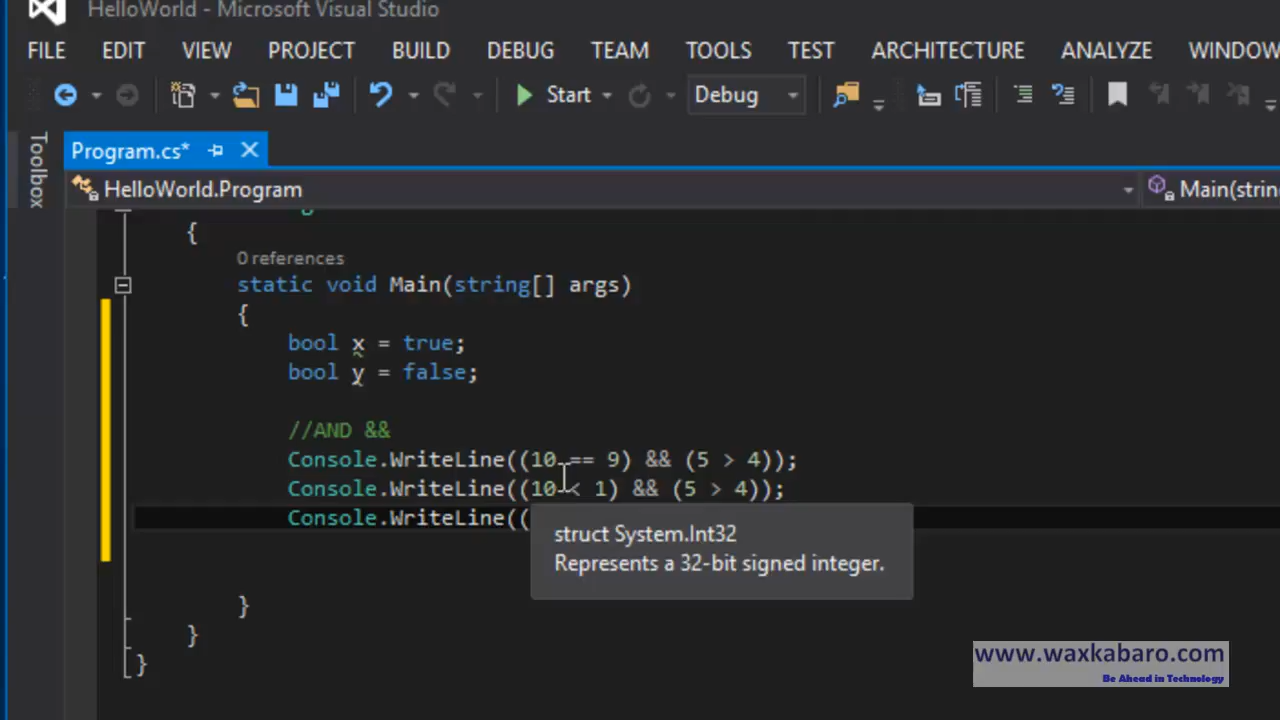 HelloWorld - Microsoft Visual Studio
FILE EDIT VIEW PROJECT BUILD DEBUG TEAM TOOLS TEST ARCHITECTURE ANALYZE WINDOW
Start Debug
Toolbox
Program.cs*
HelloWorld.Program Main(strin
{
0 references
static void Main(string[] args)
{
bool x = true;
bool y = false;
//AND &&
Console.WriteLine((10 == 9) && (5 > 4));
Console.WriteLine((10 < 1) && (5 > 4));
Console.WriteLine((
struct System.Int32
Represents a 32-bit signed integer.
}
}
}
www.waxkabaro.com
Be Ahead in Technology